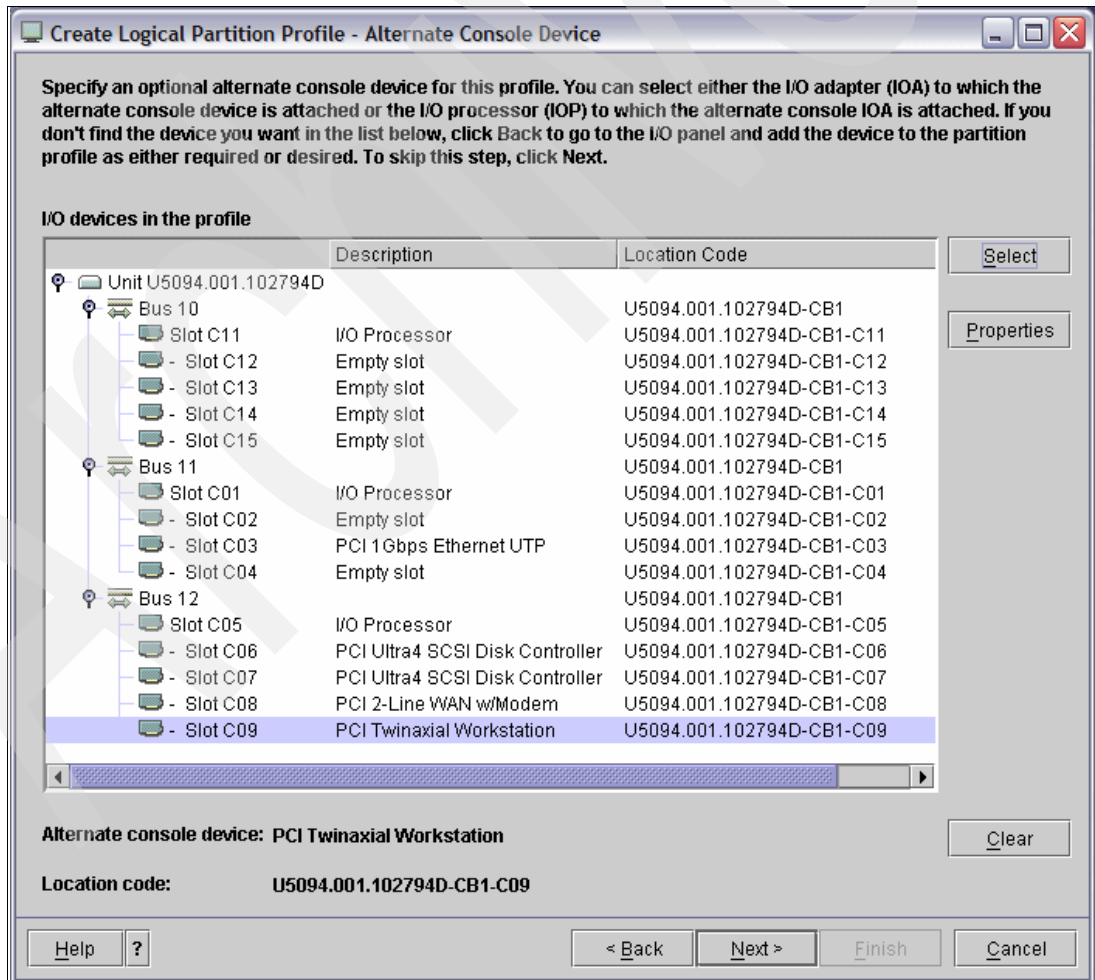 Create Logical Partition Profile - Alternate Console Device
Specify an optional alternate console device for this profile. You can select either the I/O adapter (IOA) to which the
alternate console device is attached or the I/O processor (IOP) to which the alternate console IOA is attached. If you
don't find the device you want in the list below, click Back to go to the I/O panel and add the device to the partition
profile as either required or desired. To skip this step, click Next.
I/O devices in the profile
Description Location Code
Select
Unit U5094.001.102794D
Bus 10 U5094.001.102794D-CB1
Slot C11 I/O Processor U5094.001.102794D-CB1-C11
Properties
- Slot C12 Empty slot U5094.001.102794D-CB1-C12
- Slot C13 Empty slot U5094.001.102794D-CB1-C13
- Slot C14 Empty slot U5094.001.102794D-CB1-C14
- Slot C15 Empty slot U5094.001.102794D-CB1-C15
Bus 11 U5094.001.102794D-CB1
Slot C01 I/O Processor U5094.001.102794D-CB1-C01
- Slot C02 Empty slot U5094.001.102794D-CB1-C02
- Slot C03 PCI 1Gbps Ethernet UTP U5094.001.102794D-CB1-C03
- Slot C04 Empty slot U5094.001.102794D-CB1-C04
Bus 12 U5094.001.102794D-CB1
Slot C05 I/O Processor U5094.001.102794D-CB1-C05
- Slot C06 PCI Ultra4 SCSI Disk Controller U5094.001.102794D-CB1-C06
- Slot C07 PCI Ultra4 SCSI Disk Controller U5094.001.102794D-CB1-C07
- Slot C08 PCI 2-Line WAN w/Modem U5094.001.102794D-CB1-C08
- Slot C09 PCI Twinaxial Workstation U5094.001.102794D-CB1-C09
Alternate console device: PCI Twinaxial Workstation
Clear
Location code: U5094.001.102794D-CB1-C09
Help ? < Back Next > Finish Cancel